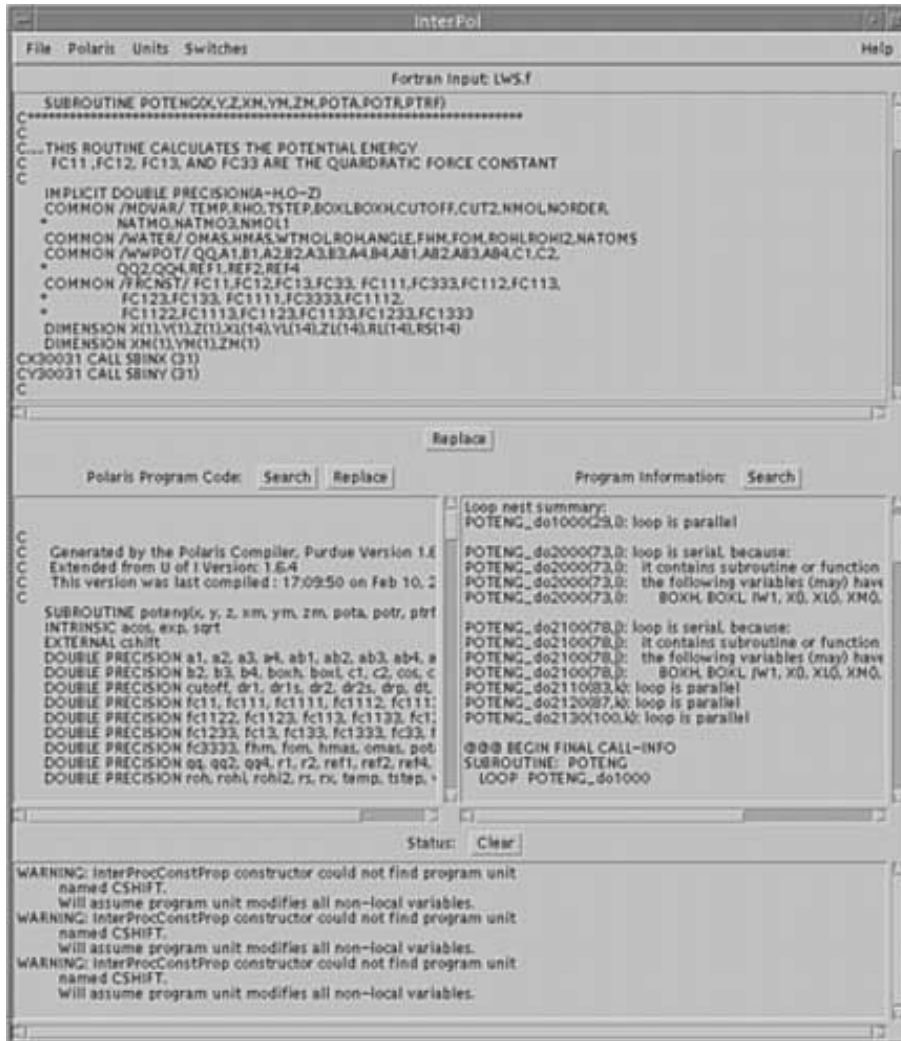 InterPol
File Polaris Units Switches Help
Fortran Input: LWS.f
SUBROUTINE POTENG(X,Y,Z,XM,YM,ZM,POTA,POTR,PTRF)
C
C
C....THIS ROUTINE CALCULATES THE POTENTIAL ENERGY
C FC11 ,FC12, FC13, AND FC33 ARE THE QUARDRATIC FORCE CONSTANT
C
IMPLICIT DOUBLE PRECISION(A-H,O-Z)
COMMON /MDVAR/ TEMP,RHO,TSTEP,BOXL,BOXH,CUTOFF,CUT2,NMOL,NORDER,
* NATMO,NATMO3,NMOL1
COMMON /WATER/ OMAS,HMAS,WTMOL,ROH,ANGLE,FHM,FOM,ROHI,ROHI2,NATOMS
COMMON /WWPOT/ QQ,A1,B1,A2,B2,A3,B3,A4,B4,AB1,AB2,AB3,AB4,C1,C2,
* QQ2,QQ4,REF1,REF2,REF4
COMMON /FRCNST/ FC11,FC12,FC13,FC33, FC111,FC333,FC112,FC113,
* FC123,FC133, FC1111,FC3333,FC1112,
* FC1122,FC1113,FC1123,FC1133,FC1233,FC1333
DIMENSION X(1),Y(1),Z(1),XL(14),YL(14),ZL(14),RL(14),RS(14)
DIMENSION XM(1),YM(1),ZM(1)
CX30031 CALL SBINX (31)
CY30031 CALL SBINY (31)
C
Replace
Polaris Program Code: Search Replace
C
C Generated by the Polaris Compiler, Purdue Version 1.6
C Extended from U of I Version: 1.6.4
C This version was last compiled : 17:09:50 on Feb 10, 2
C
SUBROUTINE poteng(x, y, z, xm, ym, zm, pota, potr, ptrf
INTRINSIC acos, exp, sqrt
EXTERNAL cshift
DOUBLE PRECISION a1, a2, a3, a4, ab1, ab2, ab3, ab4, a
DOUBLE PRECISION b2, b3, b4, boxh, boxl, c1, c2, cos, c
DOUBLE PRECISION cutoff, dr1, dr1s, dr2, dr2s, drp, dt,
DOUBLE PRECISION fc11, fc111, fc1111, fc1112, fc111
DOUBLE PRECISION fc1122, fc1123, fc113, fc1133, fc1
DOUBLE PRECISION fc1233, fc13, fc133, fc1333, fc33, f
DOUBLE PRECISION fc3333, fhm, fom, hmas, omas, pot
DOUBLE PRECISION qq, qq2, qq4, r1, r2, ref1, ref2, ref4,
DOUBLE PRECISION roh, rohi, rohi2, rs, rx, temp, tstep,
Program Information: Search
Loop nest summary:
POTENG_do1000(29,i): loop is parallel
POTENG_do2000(73,i): loop is serial, because:
POTENG_do2000(73,i): it contains subroutine or function
POTENG_do2000(73,i): the following variables (may) have
POTENG_do2000(73,i): BOXH, BOXL, IW1, X0, XL0, XM0,
POTENG_do2100(78,j): loop is serial, because:
POTENG_do2100(78,j): it contains subroutine or function
POTENG_do2100(78,j): the following variables (may) have
POTENG_do2100(78,j): BOXH, BOXL, IW1, X0, XL0, XM0,
POTENG_do2110(83,k): loop is parallel
POTENG_do2120(87,k): loop is parallel
POTENG_do2130(100,k): loop is parallel
@@@ BEGIN FINAL CALL-INFO
SUBROUTINE: POTENG
LOOP POTENG_do1000
Status: Clear
WARNING: InterProcConstProp constructor could not find program unit
named CSHIFT.
Will assume program unit modifies all non-local variables.
WARNING: InterProcConstProp constructor could not find program unit
named CSHIFT.
Will assume program unit modifies all non-local variables.
WARNING: InterProcConstProp constructor could not find program unit
named CSHIFT.
Will assume program unit modifies all non-local variables.